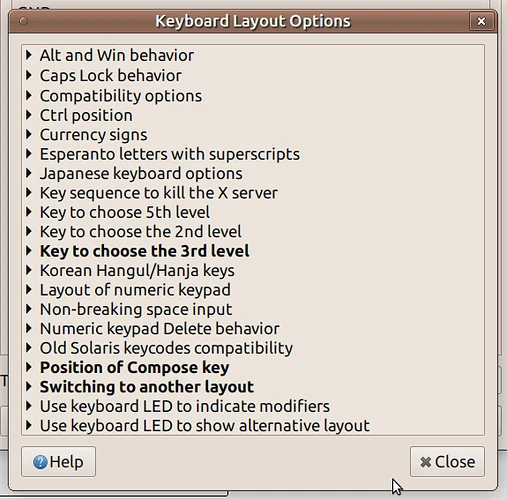 Keyboard Layout Options
Alt and Win behavior
Caps Lock behavior
Compatibility options
Ctrl position
Currency signs
Esperanto letters with superscripts
Japanese keyboard options
Key sequence to kill the X server
Key to choose 5th level
Key to choose the 2nd level
Key to choose the 3rd level
Korean Hangul/Hanja keys
Layout of numeric keypad
Non-breaking space input
Numeric keypad Delete behavior
Old Solaris keycodes compatibility
Position of Compose key
Switching to another layout
Use keyboard LED to indicate modifiers
Use keyboard LED to show alternative layout
Help
Close